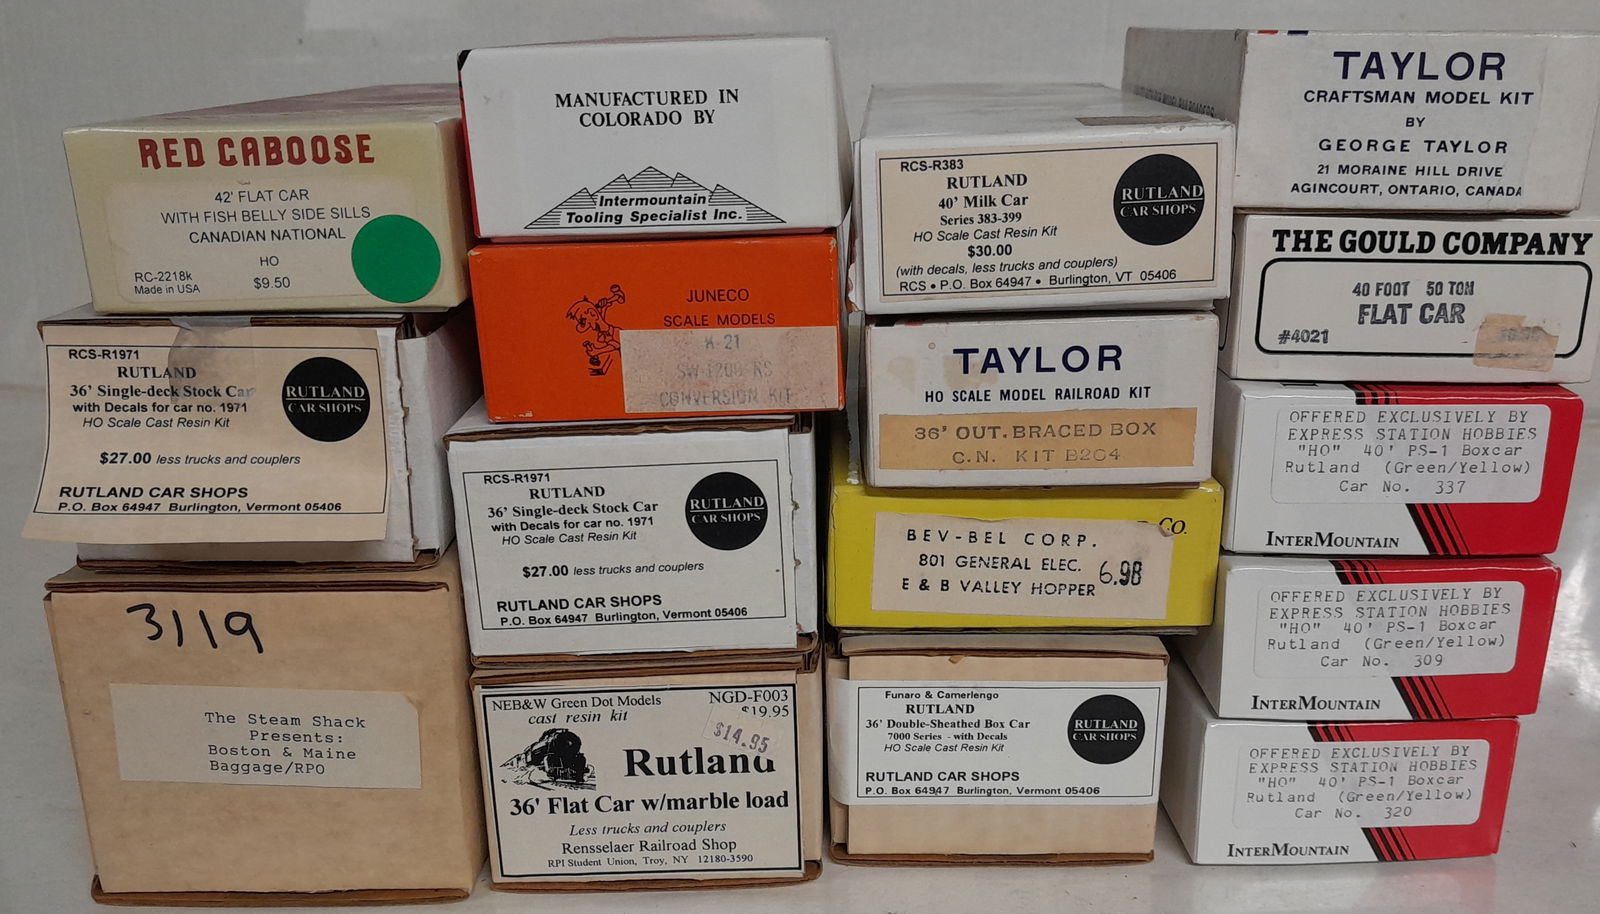 RED CABOOSE
42' FLAT CAR
WITH FISH BELLY SIDE SILLS
CANADIAN NATIONAL
HO
RC-2218k
Made in USA
$9.50
RCS-R1971
RUTLAND
36' Single-deck Stock Car
with Decals for car no. 1971
HO Scale Cast Resin Kit
$27.00 less trucks and couplers
RUTLAND CAR SHOPS
P.O. Box 64947 Burlington, Vermont 05406
RUTLAND
CAR SHOPS
3119
The Steam Shack
Presents:
Boston & Maine
Baggage/RPO
MANUFACTURED IN
COLORADO BY
Intermountain
Tooling Specialist Inc.
JUNECO
SCALE MODELS
K-21
SW-1200 RS
CONVERSION KIT
RCS-R1971
RUTLAND
36' Single-deck Stock Car
with Decals for car no. 1971
HO Scale Cast Resin Kit
$27.00 less trucks and couplers
RUTLAND CAR SHOPS
P.O. Box 64947 Burlington, Vermont 05406
RUTLAND
CAR SHOPS
NEB&W Green Dot Models
cast resin kit
NGD-F003
$19.95
$14.95
Rutland
36' Flat Car w/marble load
Less trucks and couplers
Rensselaer Railroad Shop
RPI Student Union, Troy, NY 12180-3590
RCS-R383
RUTLAND
40' Milk Car
Series 383-399
HO Scale Cast Resin Kit
$30.00
(with decals, less trucks and couplers)
RCS • P.O. Box 64947 • Burlington, VT 05406
RUTLAND
CAR SHOPS
TAYLOR
HO SCALE MODEL RAILROAD KIT
36' OUT. BRACED BOX
C.N. KIT B2C4
Co.
BEV-BEL CORP.
801 GENERAL ELEC.
E & B VALLEY HOPPER
6.98
Funaro & Camerlengo
RUTLAND
36' Double-Sheathed Box Car
7000 Series - with Decals
HO Scale Cast Resin Kit
RUTLAND CAR SHOPS
P.O. Box 64947 Burlington, Vermont 05406
RUTLAND
CAR SHOPS
TAYLOR
CRAFTSMAN MODEL KIT
BY
GEORGE TAYLOR
21 MORAINE HILL DRIVE
AGINCOURT, ONTARIO, CANADA
THE GOULD COMPANY
40 FOOT 50 TON
FLAT CAR
#4021
OFFERED EXCLUSIVELY BY
EXPRESS STATION HOBBIES
"HO" 40' PS-1 Boxcar
Rutland (Green/Yellow)
Car No. 337
INTERMOUNTAIN
OFFERED EXCLUSIVELY BY
EXPRESS STATION HOBBIES
"HO" 40' PS-1 Boxcar
Rutland (Green/Yellow)
Car No. 309
INTERMOUNTAIN
OFFERED EXCLUSIVELY BY
EXPRESS STATION HOBBIES
"HO" 40' PS-1 Boxcar
Rutland (Green/Yellow)
Car No. 320
INTERMOUNTAIN